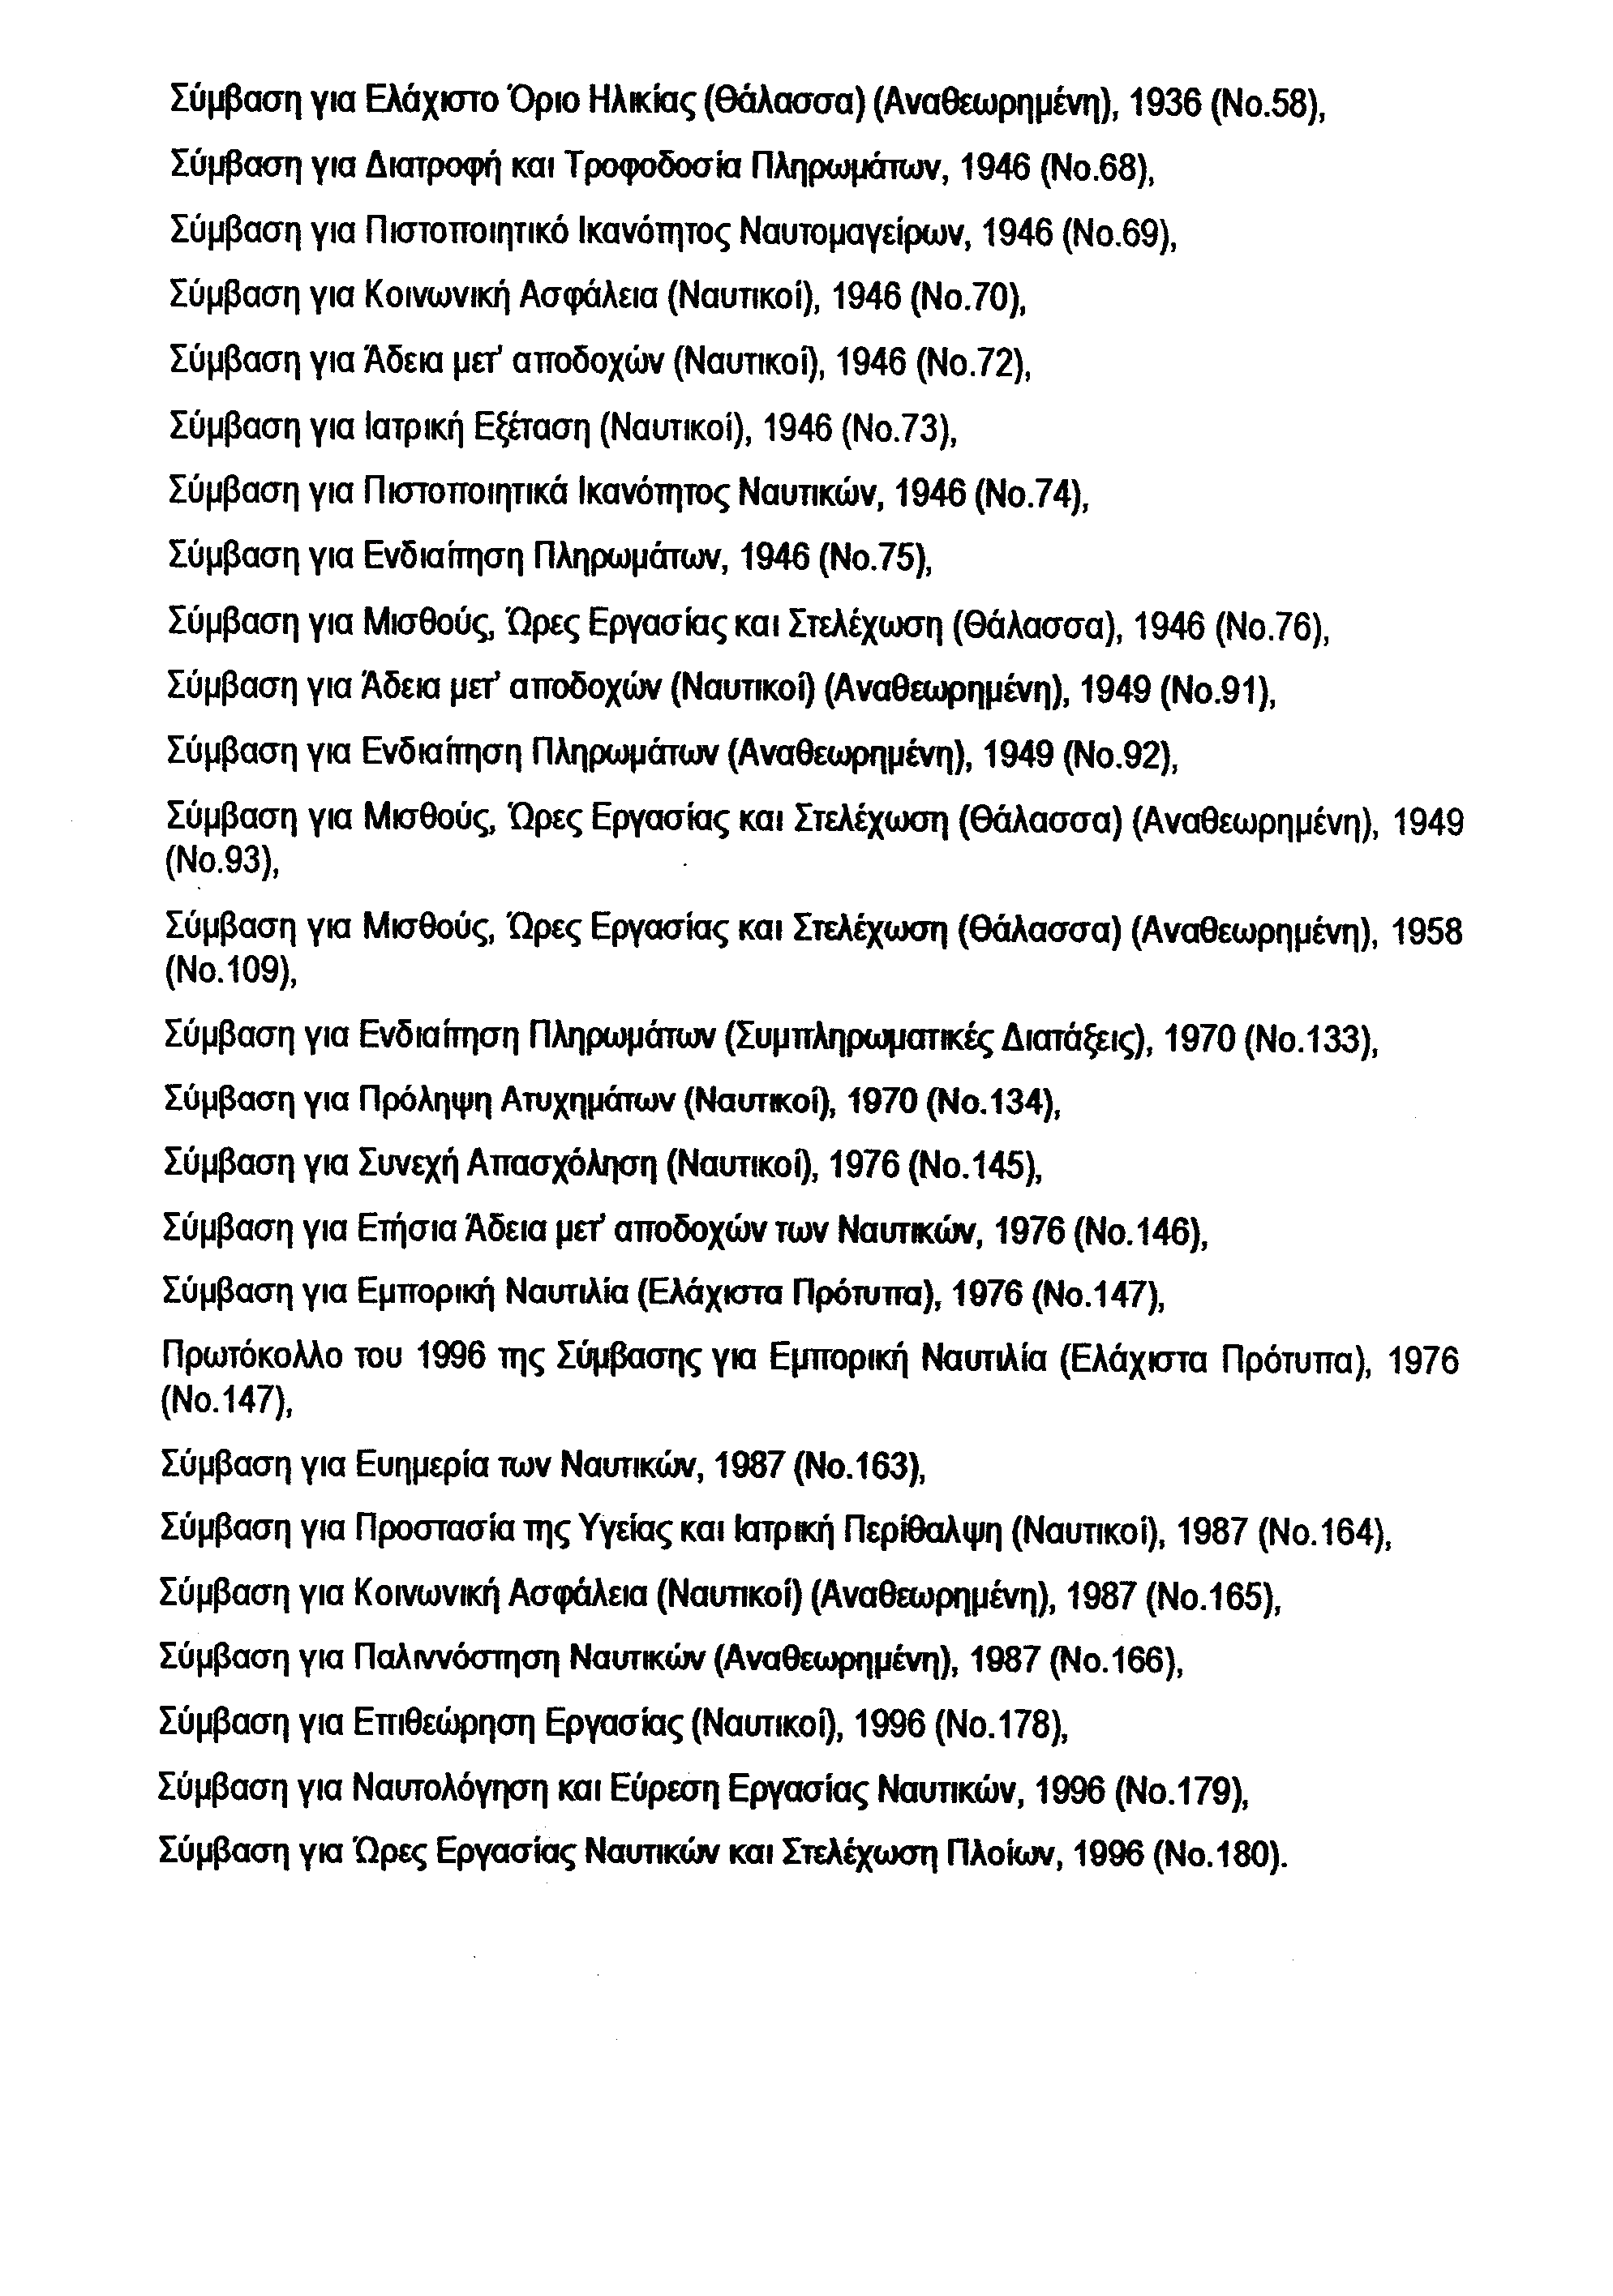 Σύμβαση για Ελάχιστο Όριο Ηλικίας (Θάλασσα) (Αναθεωρημένη), 1936 (Νο.58),
Σύμβαση για Διατροφή και Τροφοδοσία Πληρωμάτων, 1946 (Νο.68),
Σύμβαση για Πιστοποιητικό Ικανότητος Ναυτομαγείρων, 1946 (Νο.69),
Σύμβαση για Κοινωνική Ασφάλεια (Ναυτικοί), 1946 (Νο.70),
Σύμβαση για Άδεια μετ' αποδοχών (Ναυτικοί), 1946 (Νο.72),
Σύμβαση για Ιατρική Εξέταση (Ναυτικοί), 1946 (Νο.73),
Σύμβαση για Πιστοποιητικά Ικανότητος Ναυτικών, 1946 (Νο.74),
Σύμβαση για Ενδιαίτηση Πληρωμάτων, 1946 (Νο.75),
Σύμβαση για Μισθούς, Ώρες Εργασίας και Στελέχωση (Θάλασσα), 1946 (Νο.76),
Σύμβαση για Άδεια μετ' αποδοχών (Ναυτικοί) (Αναθεωρημένη), 1949 (Νο.91),
Σύμβαση για Ενδιαίτηση Πληρωμάτων (Αναθεωρημένη), 1949 (Νο.92),
Σύμβαση για Μισθούς, Ώρες Εργασίας και Στελέχωση (Θάλασσα) (Αναθεωρημένη), 1949
(Νο.93),
Σύμβαση για Μισθούς, Ώρες Εργασίας και Στελέχωση (Θάλασσα) (Αναθεωρημένη), 1958
(Νο.109),
Σύμβαση για Ενδιαίτηση Πληρωμάτων (Συμπληρωματικές Διατάξεις), 1970 (Νο.133),
Σύμβαση για Πρόληψη Ατυχημάτων (Ναυτικοί), 1970 (Νο.134),
Σύμβαση για Συνεχή Απασχόληση (Ναυτικοί), 1976 (Νο.145),
Σύμβαση για Ετήσια Άδεια μετ' αποδοχών των Ναυτικών, 1976 (Νο.146),
Σύμβαση για Εμπορική Ναυτιλία (Ελάχιστα Πρότυπα), 1976 (Νο.147),
Πρωτόκολλο του 1996 της Σύμβασης για Εμπορική Ναυτιλία (Ελάχιστα Πρότυπα), 1976
(Νο.147),
Σύμβαση για Ευημερία των Ναυτικών, 1987 (Νο.163),
Σύμβαση για Προστασία της Υγείας και Ιατρική Περίθαλψη (Ναυτικοί), 1987 (Νο.164),
Σύμβαση για Κοινωνική Ασφάλεια (Ναυτικοί) (Αναθεωρημένη), 1987 (Νο.165),
Σύμβαση για Παλιννόστηση Ναυτικών (Αναθεωρημένη), 1987 (Νο.166),
Σύμβαση για Επιθεώρηση Εργασίας (Ναυτικοί), 1996 (Νο.178),
Σύμβαση για Ναυτολόγηση και Εύρεση Εργασίας Ναυτικών, 1996 (Νο.179),
Σύμβαση για Ώρες Εργασίας Ναυτικών και Στελέχωση Πλοίων, 1996 (Νο.180).